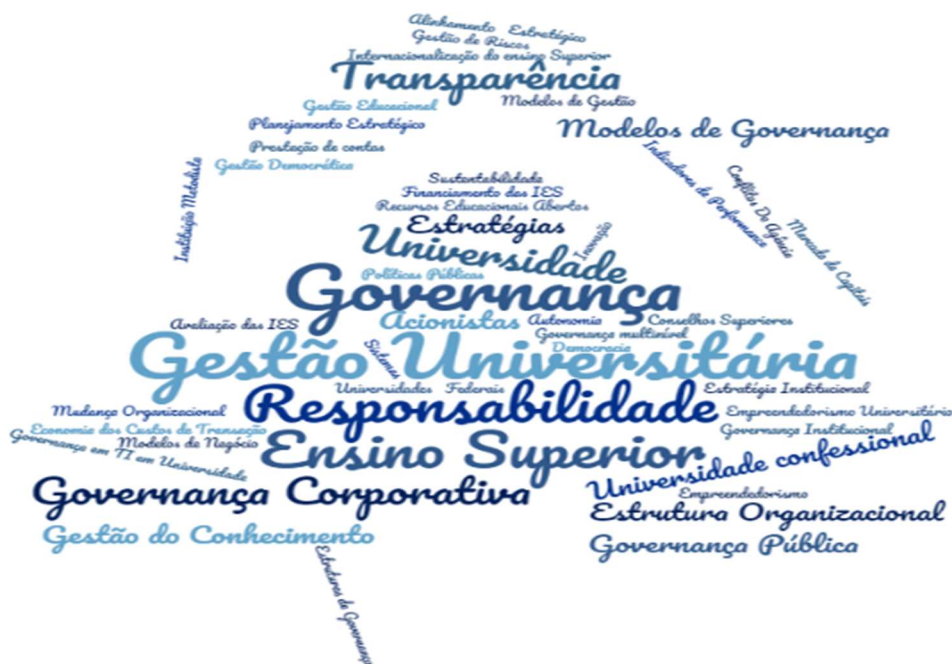 Alinhamento Estratégico
Gestão de Riscos
Internacionalização do ensino Superior
Transparência
Gestão Educacional
Modelos de Gestão
Planejamento Estratégico
Modelos de Governança
Prestação de contas
Gestão Democrática
Instituição Metodista
Indicadores de Performance
Conflitos De Agência
Mercado de Capitais
Sustentabilidade
Financiamento das IES
Recursos Educacionais Abertos
Estratégias
Inovação
Universidade
Políticas Públicas
Governança
Acionistas
Autonomia
Conselhos Superiores
Avaliação das IES
Governança multinível
Democracia
Gestão Universitária
Sistemas
Universidades Federais
Estratégia Institucional
Responsabilidade
Mudança Organizacional
Empreendedorismo Universitário
Economia dos Custos de Transação
Governança Institucional
Modelos de Negócio
Governança em TI em Universidade
Ensino Superior
Universidade confessional
Governança Corporativa
Empreendedorismo
Estrutura Organizacional
Gestão do Conhecimento
Governança Pública
Estruturas de Governança